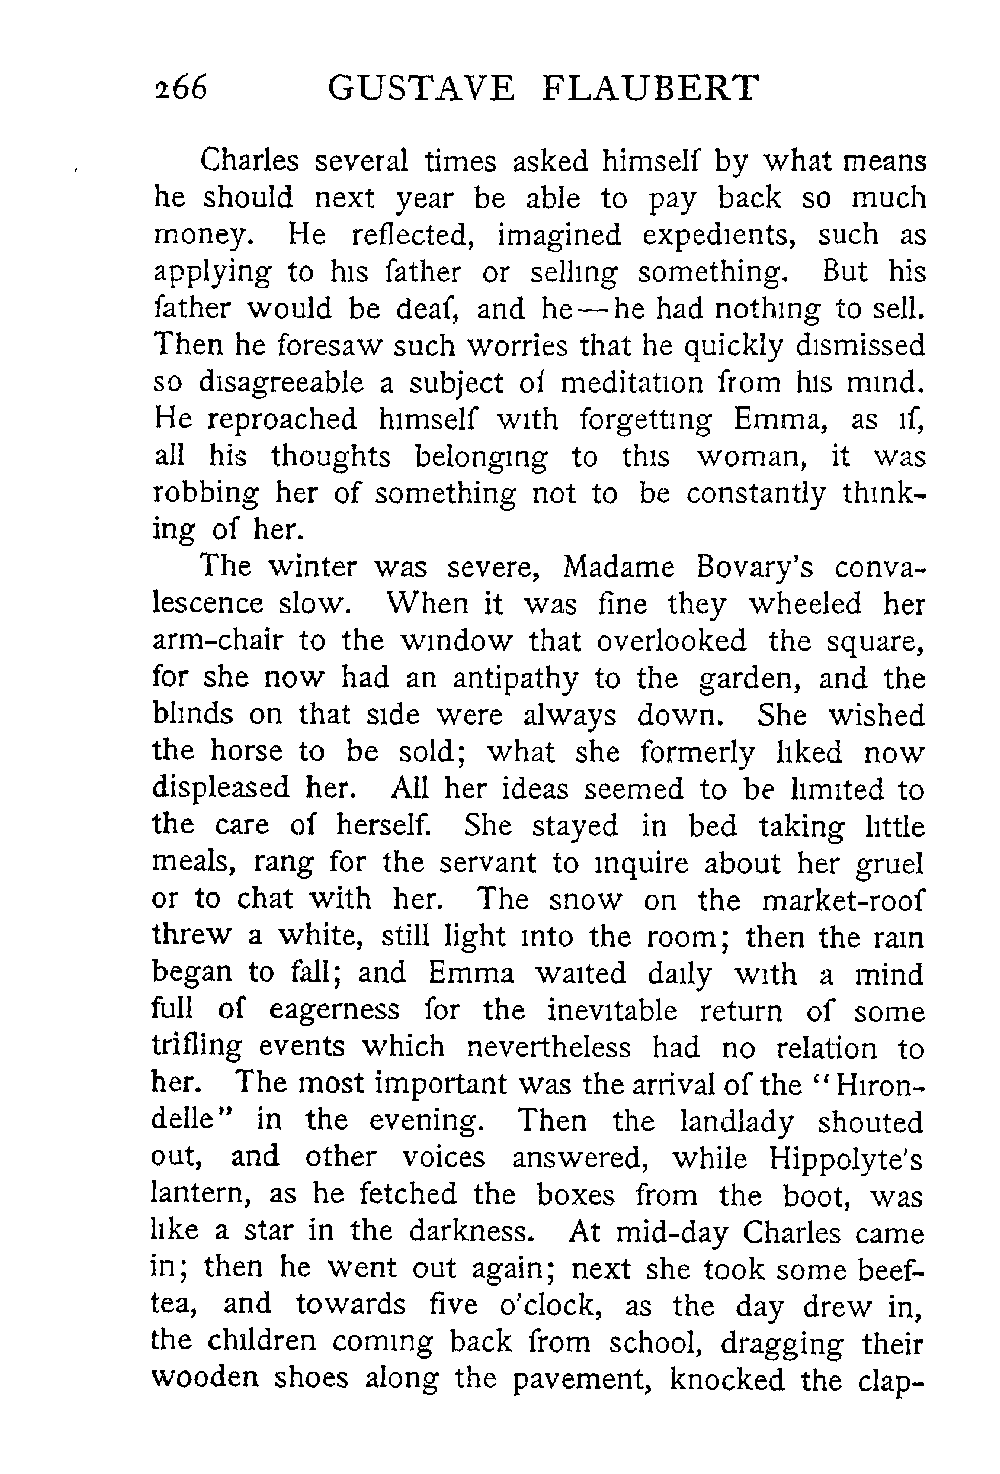 266 GUSTAVE FLAUBERT
Charles several times asked himself by what means
he should next year be able to pay back so much
money. He reflected, imagined expedients, such as
applying to his father or selling something. But his
father would be deaf, and he—he had nothing to sell.
Then he foresaw such worries that he quickly dismissed
so disagreeable a subject of meditation from his mind.
He reproached himself with forgetting Emma, as if,
all his thoughts belonging to this woman, it was
robbing her of something not to be constantly think-
ing of her.
The winter was severe, Madame Bovary's conva-
lescence slow. When it was fine they wheeled her
arm-chair to the window that overlooked the square,
for she now had an antipathy to the garden, and the
blinds on that side were always down. She wished
the horse to be sold; what she formerly liked now
displeased her. All her ideas seemed to be limited to
the care of herself. She stayed in bed taking little
meals, rang for the servant to inquire about her gruel
or to chat with her. The snow on the market-roof
threw a white, still light into the room; then the rain
began to fall; and Emma waited daily with a mind
full of eagerness for the inevitable return of some
trifling events which nevertheless had no relation to
her. The most important was the arrival of the "Hiron-
delle" in the evening. Then the landlady shouted
out, and other voices answered, while Hippolyte's
lantern, as he fetched the boxes from the boot, was
like a star in the darkness. At mid-day Charles came
in; then he went out again; next she took some beef-
tea, and towards five o'clock, as the day drew in,
the children coming back from school, dragging their
wooden shoes along the pavement, knocked the clap-